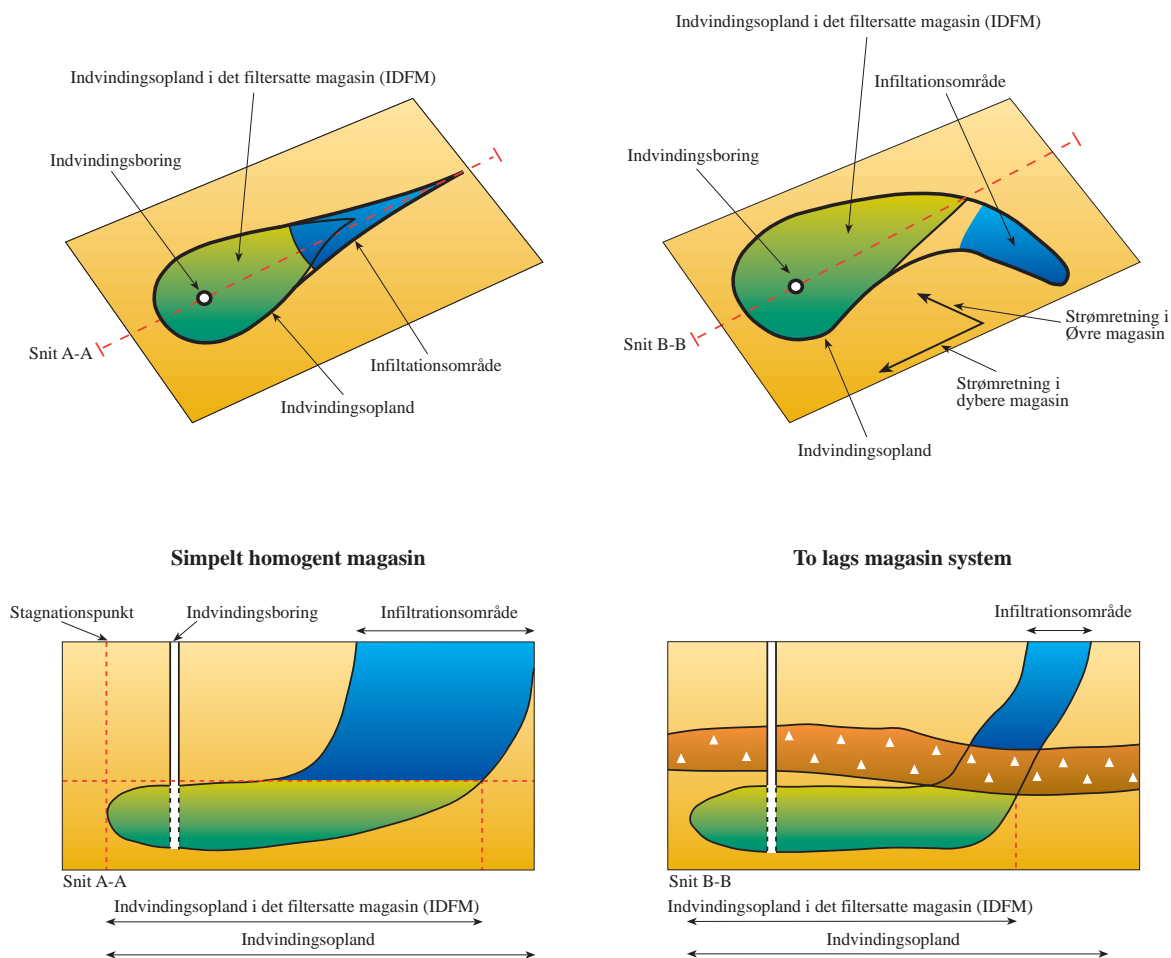 Indvindingsopland i det filtersatte magasin (IDFM)
Indvindingsboring
Snit A-A
Infiltationsområde
Indvindingsopland
Indvindingsopland i det filtersatte magasin (IDFM)
Infiltationsområde
Indvindingsboring
Snit B-B
Strømretning i
Øvre magasin
Strømretning i
dybere magasin
Indvindingsopland
Simpelt homogent magasin
Stagnationspunkt
Indvindingsboring
Infiltrationsområde
Snit A-A
Indvindingsopland i det filtersatte magasin (IDFM)
Indvindingsopland
To lags magasin system
Infiltrationsområde
Snit B-B
Indvindingsopland i det filtersatte magasin (IDFM)
Indvindingsopland